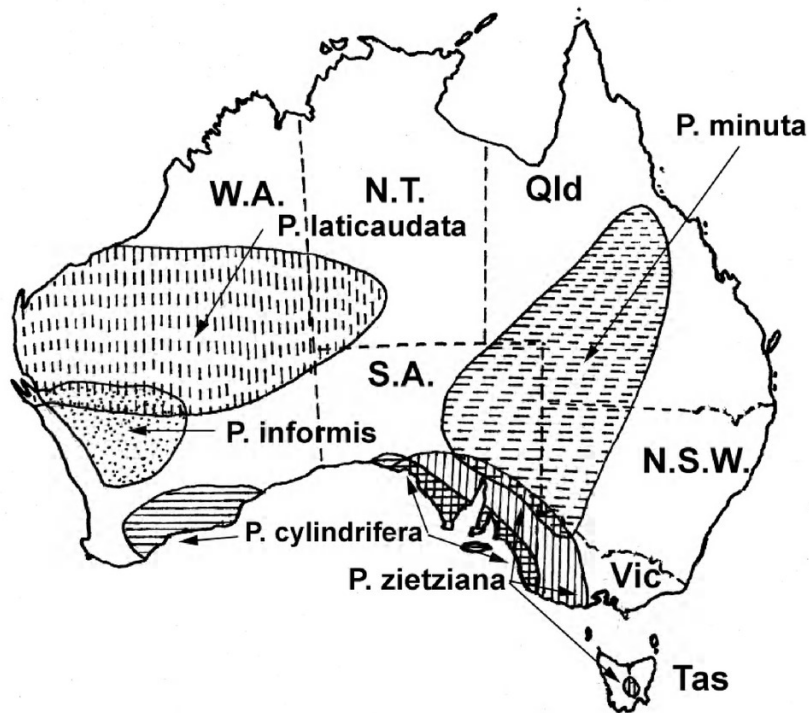 P. minuta
W.A.
N.T.
Qld
P. laticaudata
S.A.
P. informis
N.S.W.
P. cylindrifera
P. zietziana
Vic
Tas